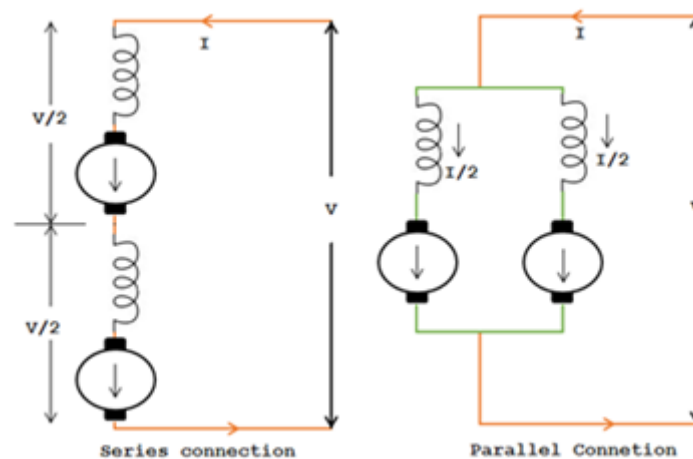 I
V/2
V
V/2
Series connection
I
I/2
I/2
Parallel Connetion